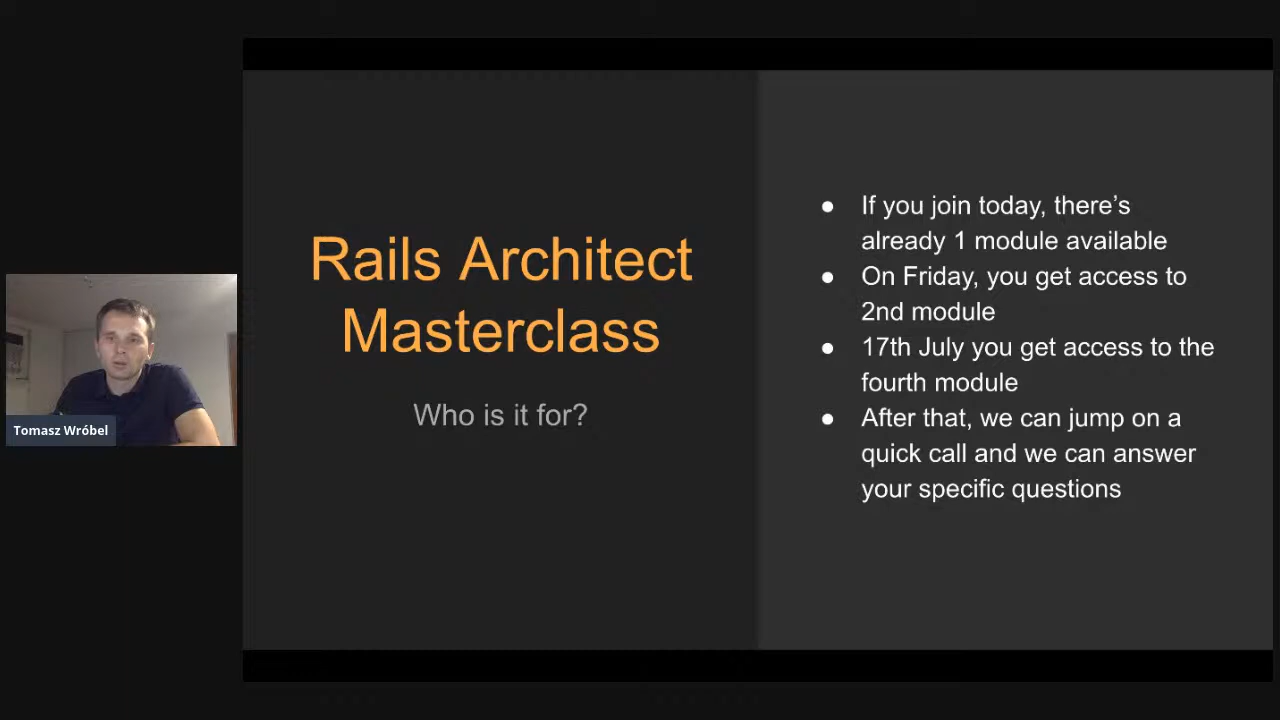 Rails Architect
Masterclass
Who is it for?
● If you join today, there’s
already 1 module available
● On Friday, you get access to
2nd module
● 17th July you get access to the
fourth module
● After that, we can jump on a
quick call and we can answer
your specific questions
Tomasz Wróbel